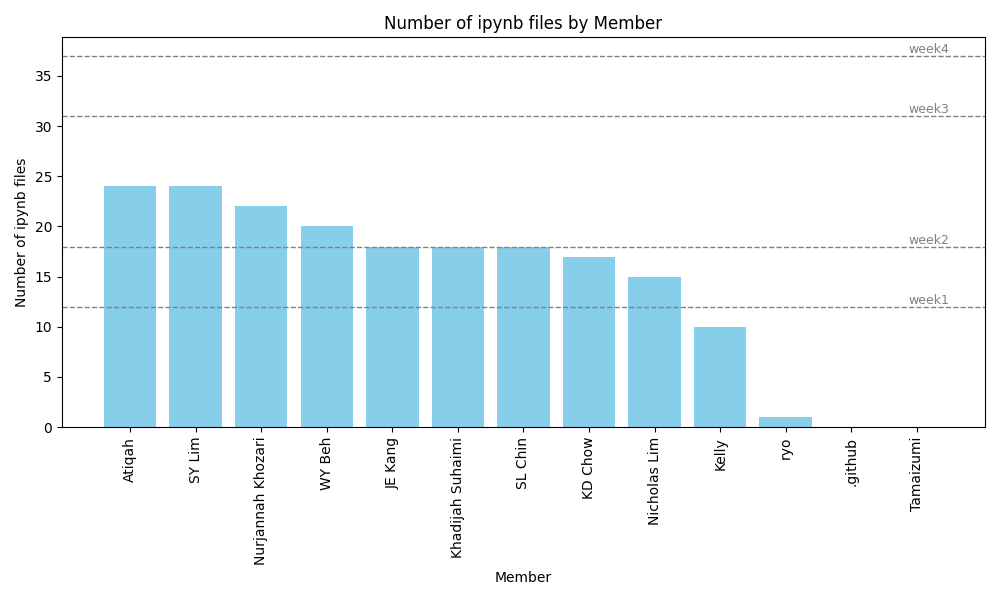 Number of ipynb files by Member
week4
35
week3
30
25
20
week2
15
week1
10
5
0
Number of ipynb files
Atiqah
SY Lim
Nurjannah Khozari
WY Beh
JE Kang
Khadijah Suhaimi
SL Chin
KD Chow
Nicholas Lim
Kelly
ryo
.github
Tamaizumi
Member